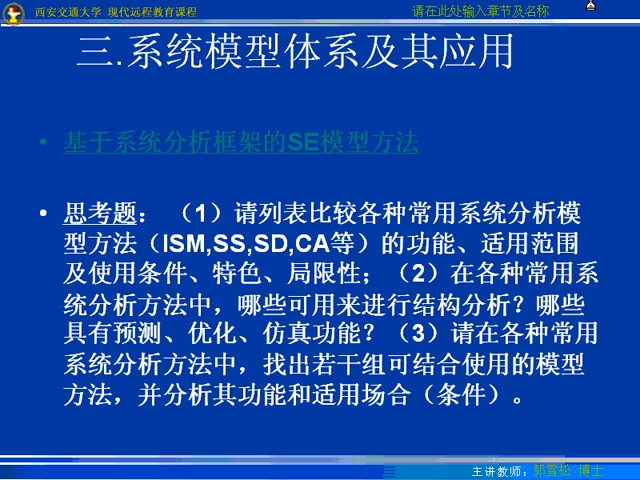 西安交通大学 现代远程教育课程
请在此处输入章节及名称
三.系统模型体系及其应用
• 基于系统分析框架的SE模型方法
• 思考题： （1）请列表比较各种常用系统分析模
型方法（ISM,SS,SD,CA等）的功能、适用范围
及使用条件、特色、局限性；（2）在各种常用系
统分析方法中，哪些可用来进行结构分析？哪些
具有预测、优化、仿真功能？（3）请在各种常用
系统分析方法中，找出若干组可结合使用的模型
方法，并分析其功能和适用场合（条件）。
主讲教师：郭雪松 博士